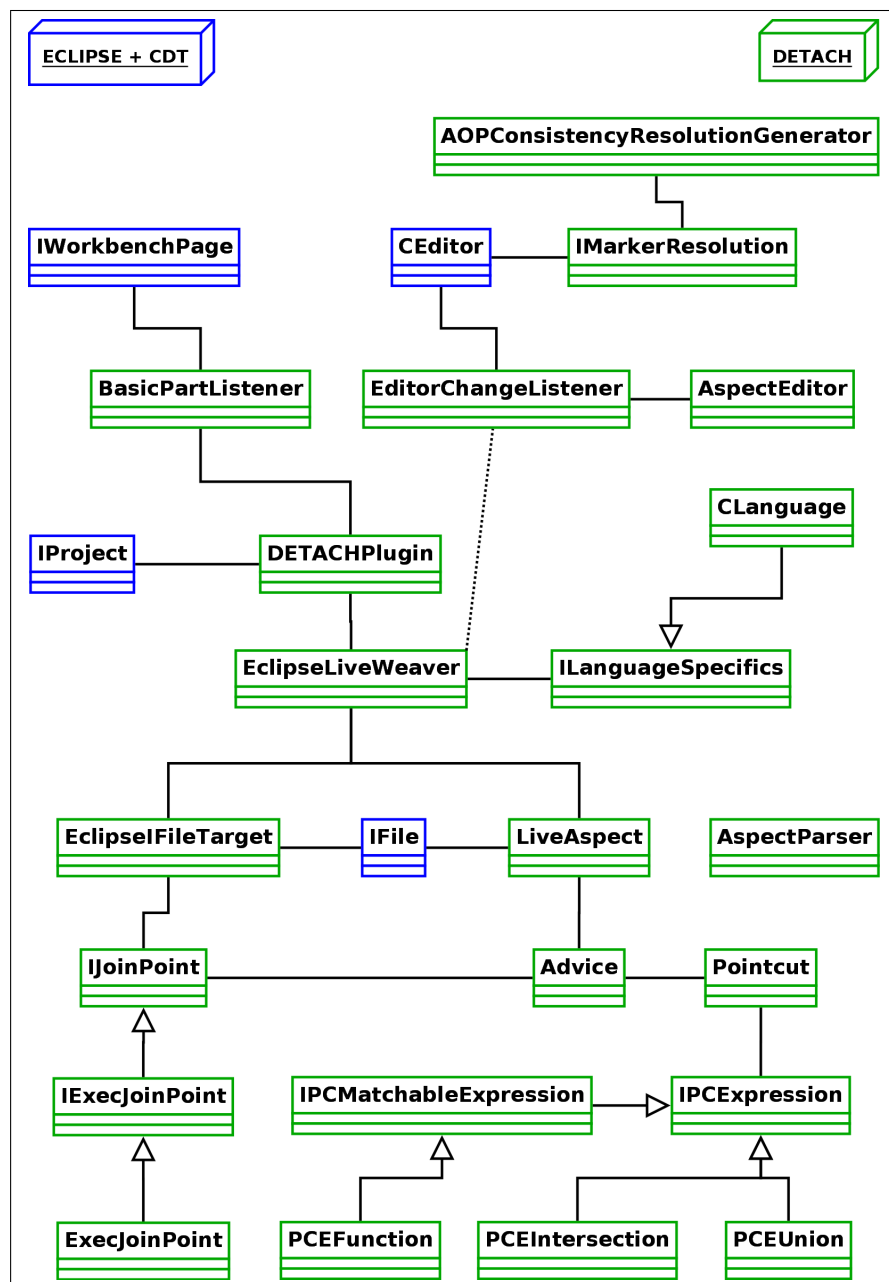 ECLIPSE + CDT
DETACH
AOPConsistencyResolutionGenerator
IWorkbenchPage
CEditor
IMarkerResolution
BasicPartListener
EditorChangeListener
AspectEditor
CLanguage
IProject
DETACHPlugin
EclipseLiveWeaver
ILanguageSpecifics
EclipseIFileTarget
IFile
LiveAspect
AspectParser
IJoinPoint
Advice
Pointcut
IExecJoinPoint
IPCMatchableExpression
IPCExpression
ExecJoinPoint
PCEFunction
PCEIntersection
PCEUnion